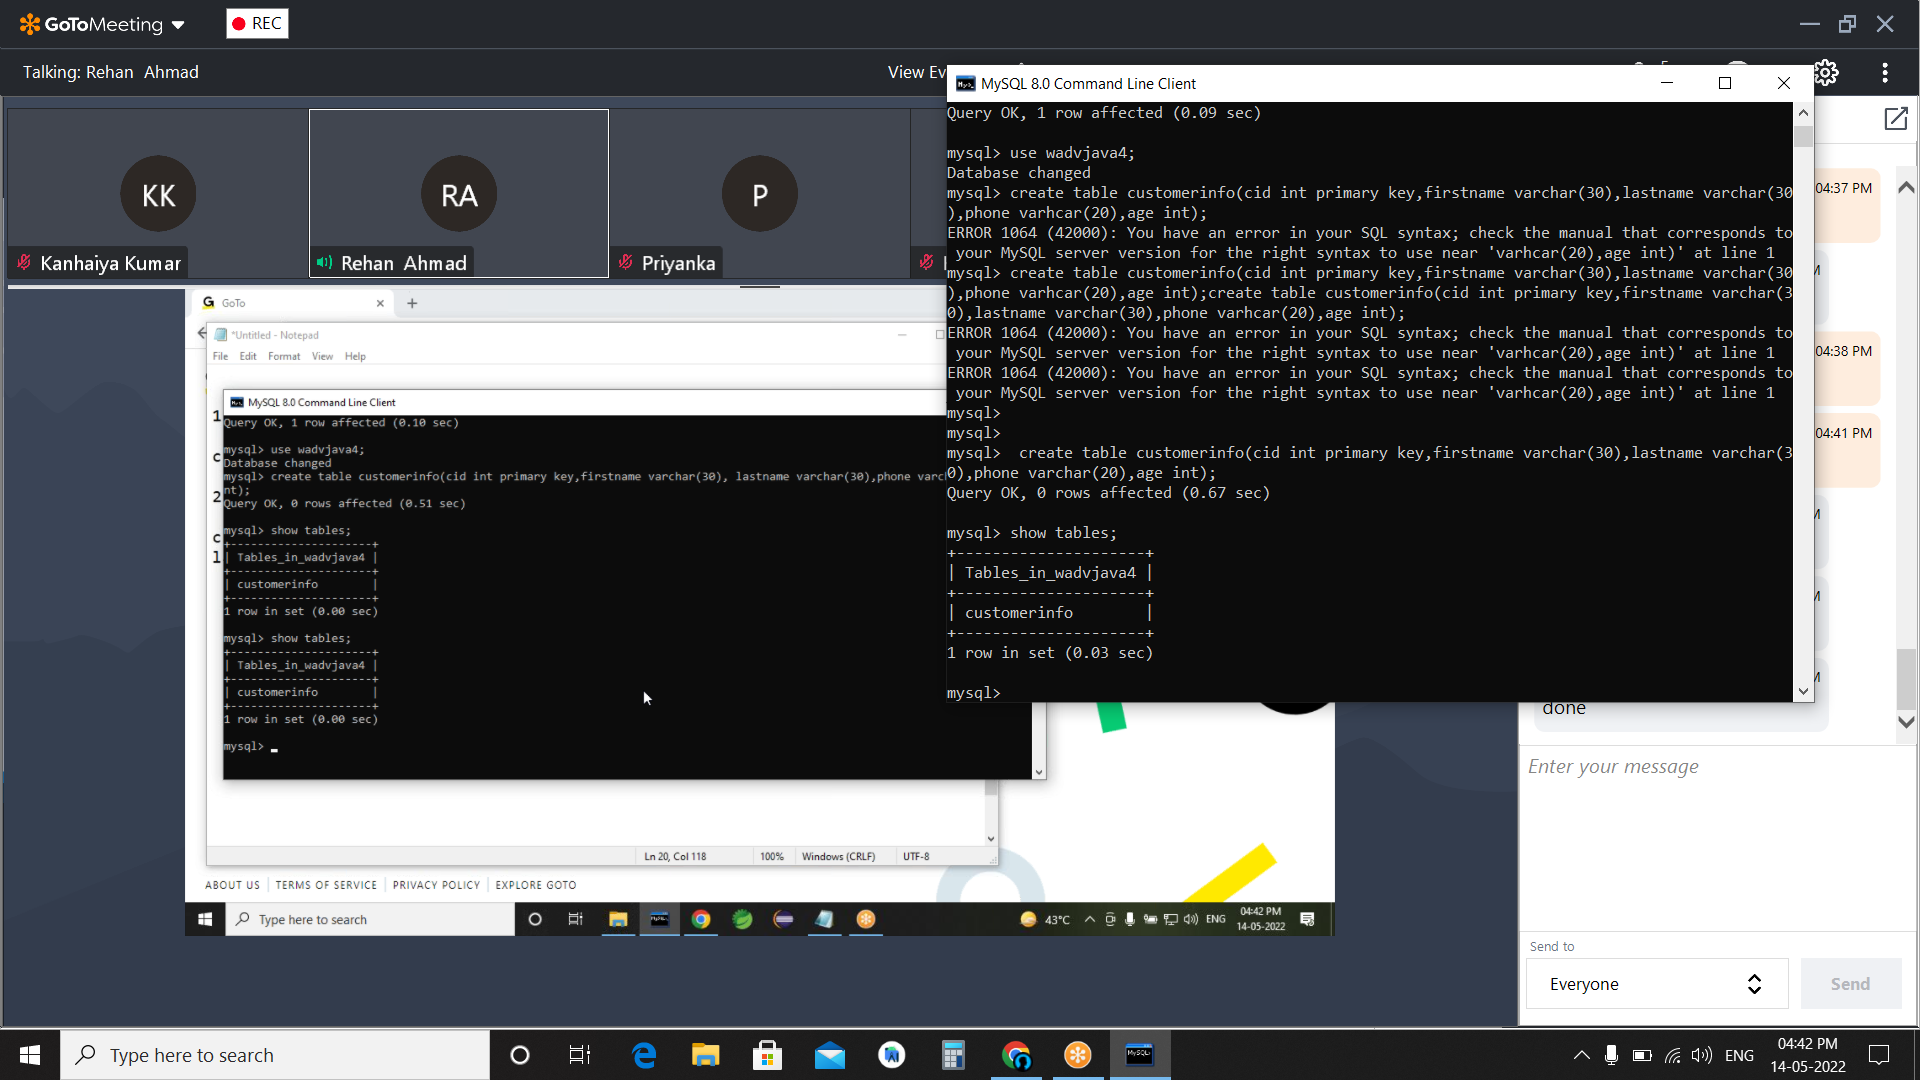 GoToMeeting
REC
Talking: Rehan Ahmad
View Ev
KK
RA
P
Kanhaiya Kumar
Rehan Ahmad
Priyanka
GoTo
*Untitled - Notepad
File Edit Format View Help
1
c
2
c
l
MySQL 8.0 Command Line Client
Query OK, 1 row affected (0.10 sec)
mysql> use wadvjava4;
Database changed
mysql> create table customerinfo(cid int primary key,firstname varchar(30), lastname varchar(30),phone varc
nt);
Query OK, 0 rows affected (0.51 sec)
mysql> show tables;
+---------------------+
| Tables_in_wadvjava4 |
+---------------------+
| customerinfo        |
+---------------------+
1 row in set (0.00 sec)
mysql> show tables;
+---------------------+
| Tables_in_wadvjava4 |
+---------------------+
| customerinfo        |
+---------------------+
1 row in set (0.00 sec)
mysql> _
Ln 20, Col 118 100% Windows (CRLF) UTF-8
ABOUT US TERMS OF SERVICE PRIVACY POLICY EXPLORE GOTO
Type here to search
43°C
ENG
04:42 PM
14-05-2022
MySQL 8.0 Command Line Client
Query OK, 1 row affected (0.09 sec)
mysql> use wadvjava4;
Database changed
mysql> create table customerinfo(cid int primary key,firstname varchar(30),lastname varchar(30
),phone varhcar(20),age int);
ERROR 1064 (42000): You have an error in your SQL syntax; check the manual that corresponds to
 your MySQL server version for the right syntax to use near 'varhcar(20),age int)' at line 1
mysql> create table customerinfo(cid int primary key,firstname varchar(30),lastname varchar(30
),phone varhcar(20),age int);create table customerinfo(cid int primary key,firstname varchar(3
0),lastname varchar(30),phone varhcar(20),age int);
ERROR 1064 (42000): You have an error in your SQL syntax; check the manual that corresponds to
 your MySQL server version for the right syntax to use near 'varhcar(20),age int)' at line 1
ERROR 1064 (42000): You have an error in your SQL syntax; check the manual that corresponds to
 your MySQL server version for the right syntax to use near 'varhcar(20),age int)' at line 1
mysql>
mysql>
mysql>  create table customerinfo(cid int primary key,firstname varchar(30),lastname varchar(3
0),phone varchar(20),age int);
Query OK, 0 rows affected (0.67 sec)
mysql> show tables;
+---------------------+
| Tables_in_wadvjava4 |
+---------------------+
| customerinfo        |
+---------------------+
1 row in set (0.03 sec)
mysql>
04:37 PM
M
04:38 PM
04:41 PM
M
M
M
done
Enter your message
Send to
Everyone
Send
Type here to search
MySQL
ENG
04:42 PM
14-05-2022